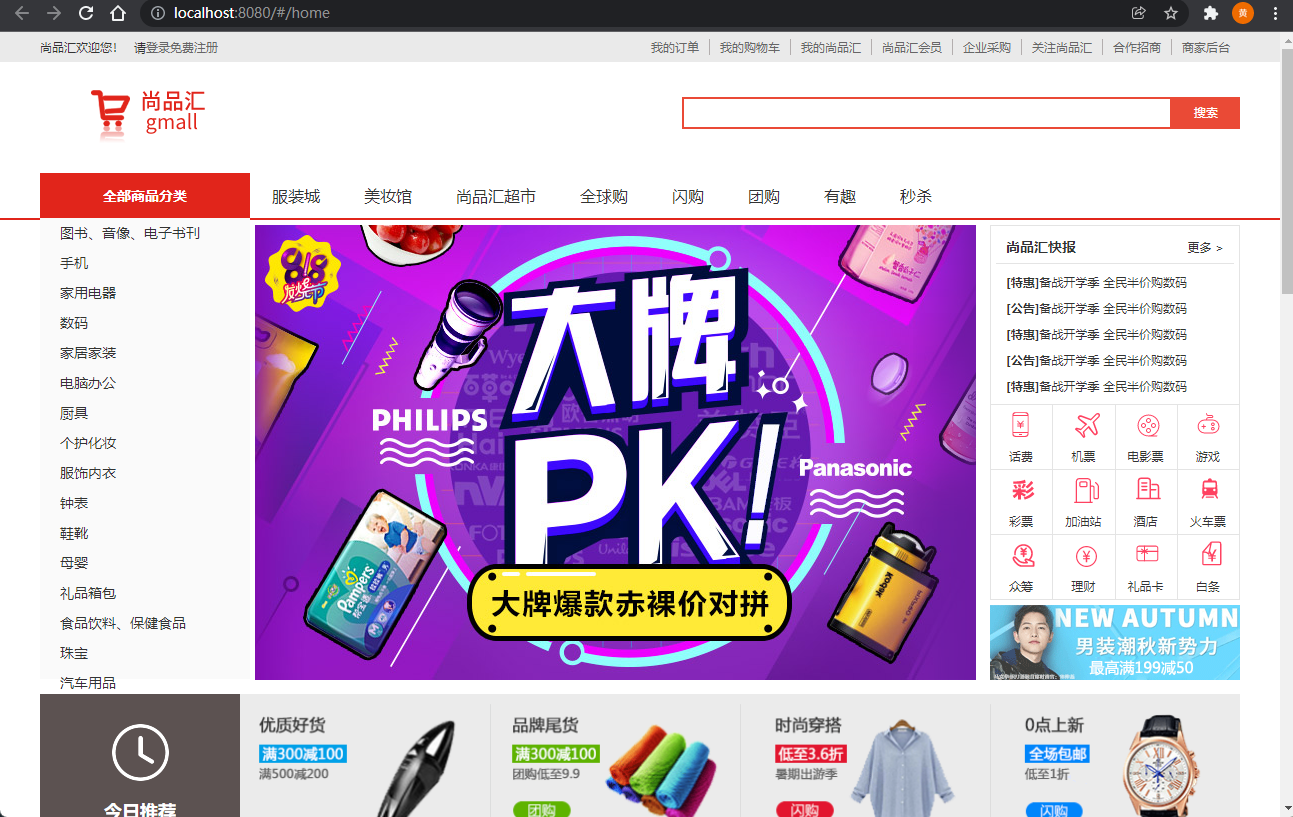 localhost:8080/#/home
黄
尚品汇欢迎您! 请登录免费注册
我的订单 我的购物车 我的尚品汇 尚品汇会员 企业采购 关注尚品汇 合作招商 商家后台
尚品汇
gmall
搜索
全部商品分类 服装城 美妆馆 尚品汇超市 全球购 闪购 团购 有趣 秒杀
图书、音像、电子书刊
手机
家用电器
数码
家居家装
电脑办公
厨具
个护化妆
服饰内衣
钟表
鞋靴
母婴
礼品箱包
食品饮料、保健食品
珠宝
汽车用品
818
发烧节
大牌
PK!
PHILIPS
Panasonic
Pampers
Kodak
大牌爆款赤裸价对拼
尚品汇快报 更多 >
[特惠]备战开学季 全民半价购数码
[公告]备战开学季 全民半价购数码
[特惠]备战开学季 全民半价购数码
[公告]备战开学季 全民半价购数码
[特惠]备战开学季 全民半价购数码
话费 机票 电影票 游戏
彩
彩票 加油站 酒店 火车票
众筹 理财 礼品卡 白条
NEW AUTUMN
男装潮秋新势力
最高满199减50
今日推荐
优质好货
满300减100
满500减200
品牌尾货
满300减100
团购低至9.9
团购
时尚穿搭
低至3.6折
暑期出游季
闪购
0点上新
全场包邮
低至1折
闪购